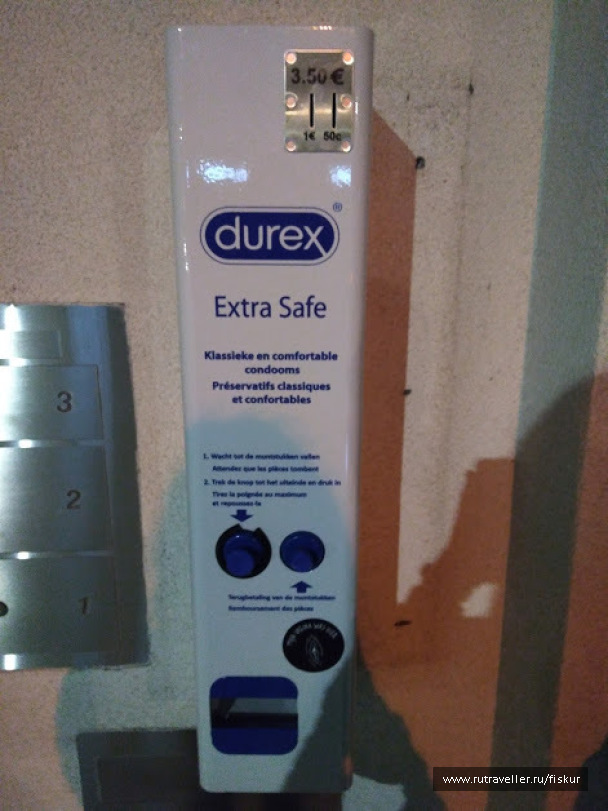 3.50 €
1€ 50c
durex®
Extra Safe
Klassieke en comfortable
condooms
Préservatifs classiques
et confortables
1. Wacht tot de muntstukken vallen
Attendez que les pièces tombent
2. Trek de knop tot het uiteinde en druk in
Tirez la poignée au maximum
et repoussez-la
Terugbetaling van de muntstukken
Remboursement des pièces
3
2
1
www.rutraveller.ru/fiskur